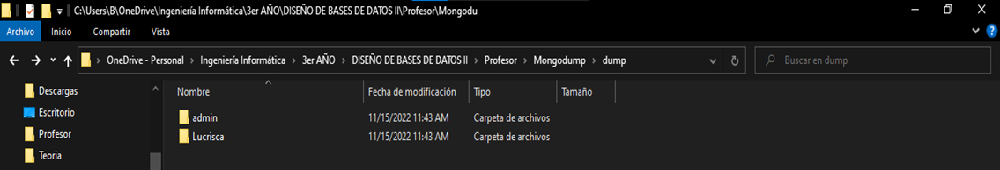 C:\Users\B\OneDrive\Ingeniería Informática\3er AÑO\DISEÑO DE BASES DE DATOS II\Profesor\Mongodu
Archivo Inicio Compartir Vista
OneDrive - Personal > Ingeniería Informática > 3er AÑO > DISEÑO DE BASES DE DATOS II > Profesor > Mongodump > dump
Buscar en dump
Descargas
Escritorio
Profesor
Teoria
Nombre Fecha de modificación Tipo Tamaño
admin 11/15/2022 11:43 AM Carpeta de archivos
Lucrisca 11/15/2022 11:43 AM Carpeta de archivos